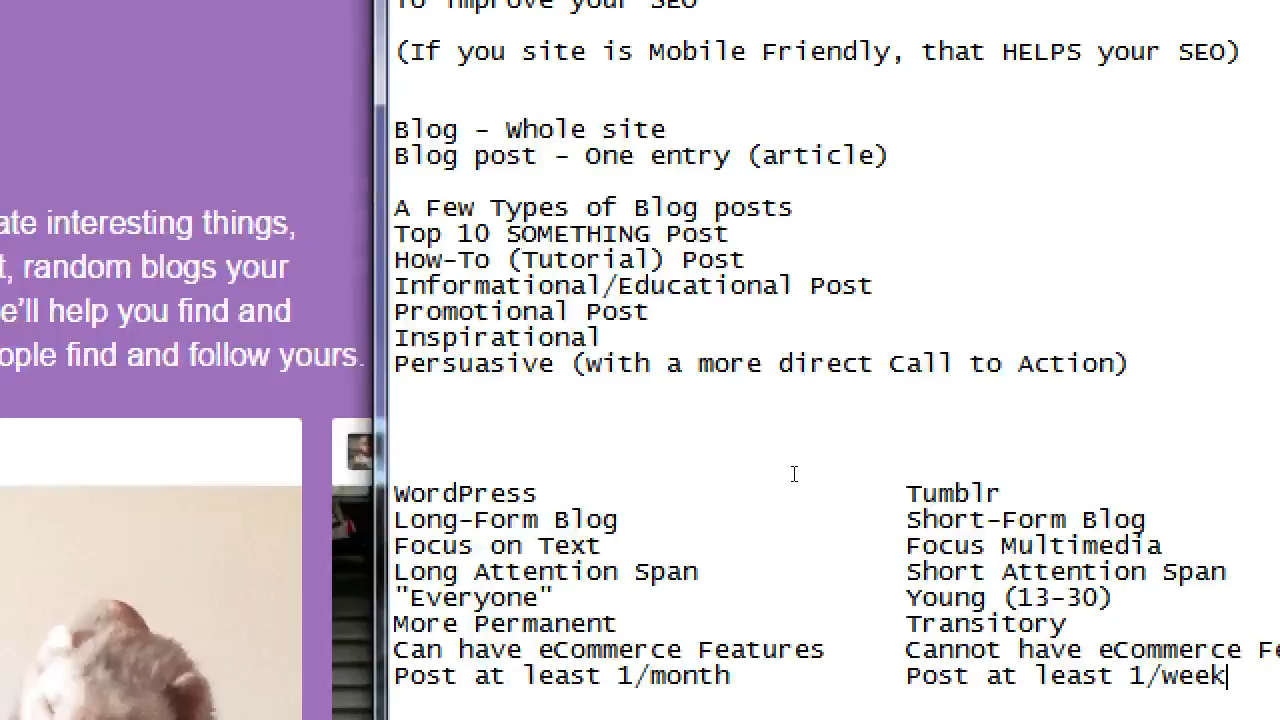 To improve your SEO
(If you site is Mobile Friendly, that HELPS your SEO)
Blog - Whole site
Blog post - One entry (article)
A Few Types of Blog posts
Top 10 SOMETHING Post
How-To (Tutorial) Post
Informational/Educational Post
Promotional Post
Inspirational
Persuasive (with a more direct Call to Action)
WordPress
Long-Form Blog
Focus on Text
Long Attention Span
"Everyone"
More Permanent
Can have eCommerce Features
Post at least 1/month
Tumblr
Short-Form Blog
Focus Multimedia
Short Attention Span
Young (13-30)
Transitory
Cannot have eCommerce
Post at least 1/week
interesting things,
random blogs your
help you find and
find and follow yours.